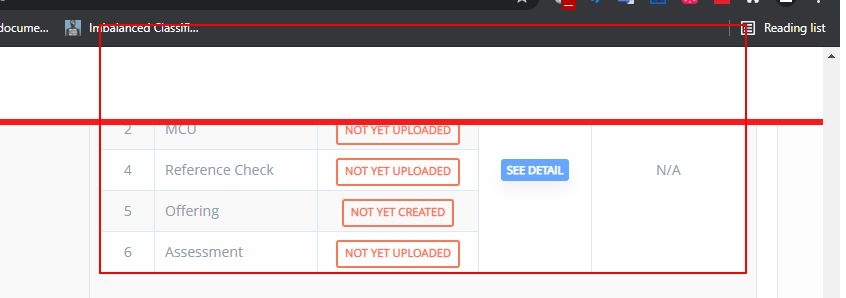 docume...
Imbalanced Classifi...
Reading list
2 MCU NOT YET UPLOADED
4 Reference Check NOT YET UPLOADED SEE DETAIL N/A
5 Offering NOT YET CREATED
6 Assessment NOT YET UPLOADED